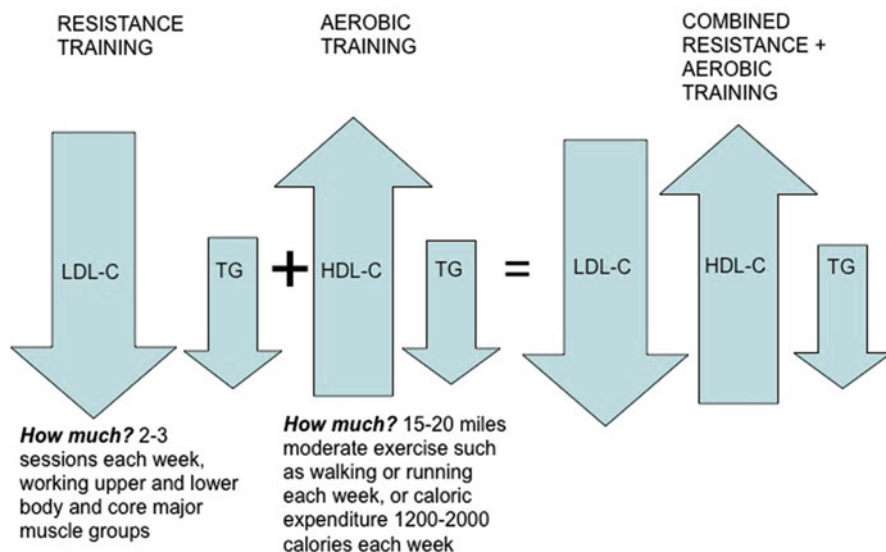 RESISTANCE
TRAINING
AEROBIC
TRAINING
COMBINED
RESISTANCE +
AEROBIC
TRAINING
LDL-C
TG
+
HDL-C
TG
=
LDL-C
HDL-C
TG
How much? 2-3
sessions each week,
working upper and lower
body and core major
muscle groups
How much? 15-20 miles
moderate exercise such
as walking or running
each week, or caloric
expenditure 1200-2000
calories each week